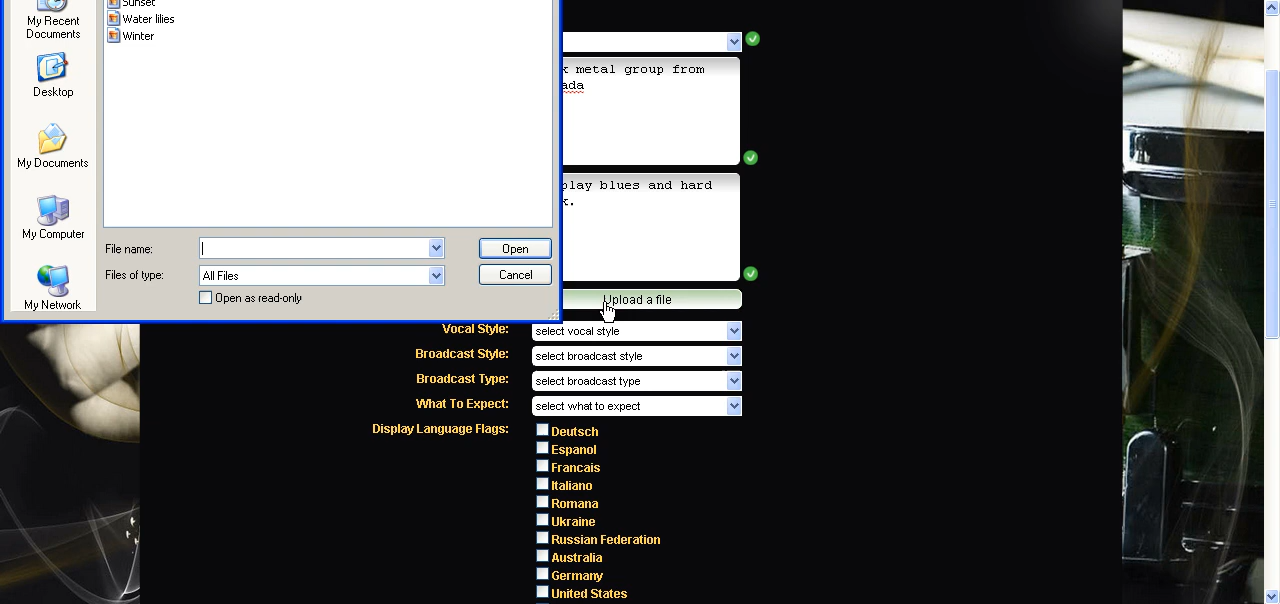 Sunset
Water lilies
Winter
My Recent
Documents
Desktop
My Documents
My Computer
My Network
File name:
Open
Files of type:
All Files
Cancel
Open as read-only
metal group from
play blues and hard
Upload a file
Vocal Style:
select vocal style
Broadcast Style:
select broadcast style
Broadcast Type:
select broadcast type
What To Expect:
select what to expect
Display Language Flags:
Deutsch
Espanol
Francais
Italiano
Romana
Ukraine
Russian Federation
Australia
Germany
United States